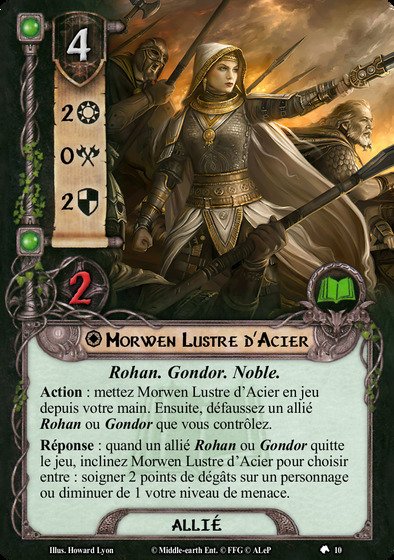 4
2
0
2
2
Morwen Lustre d'Acier
Rohan. Gondor. Noble.
Action : mettez Morwen Lustre d'Acier en jeu
depuis votre main. Ensuite, défaussez un allié
Rohan ou Gondor que vous contrôlez.
Réponse : quand un allié Rohan ou Gondor quitte
le jeu, inclinez Morwen Lustre d'Acier pour choisir
entre : soigner 2 points de dégâts sur un personnage
ou diminuer de 1 votre niveau de menace.
ALLIÉ
Illus. Howard Lyon © Middle-earth Ent. © FFG © ALeP 10